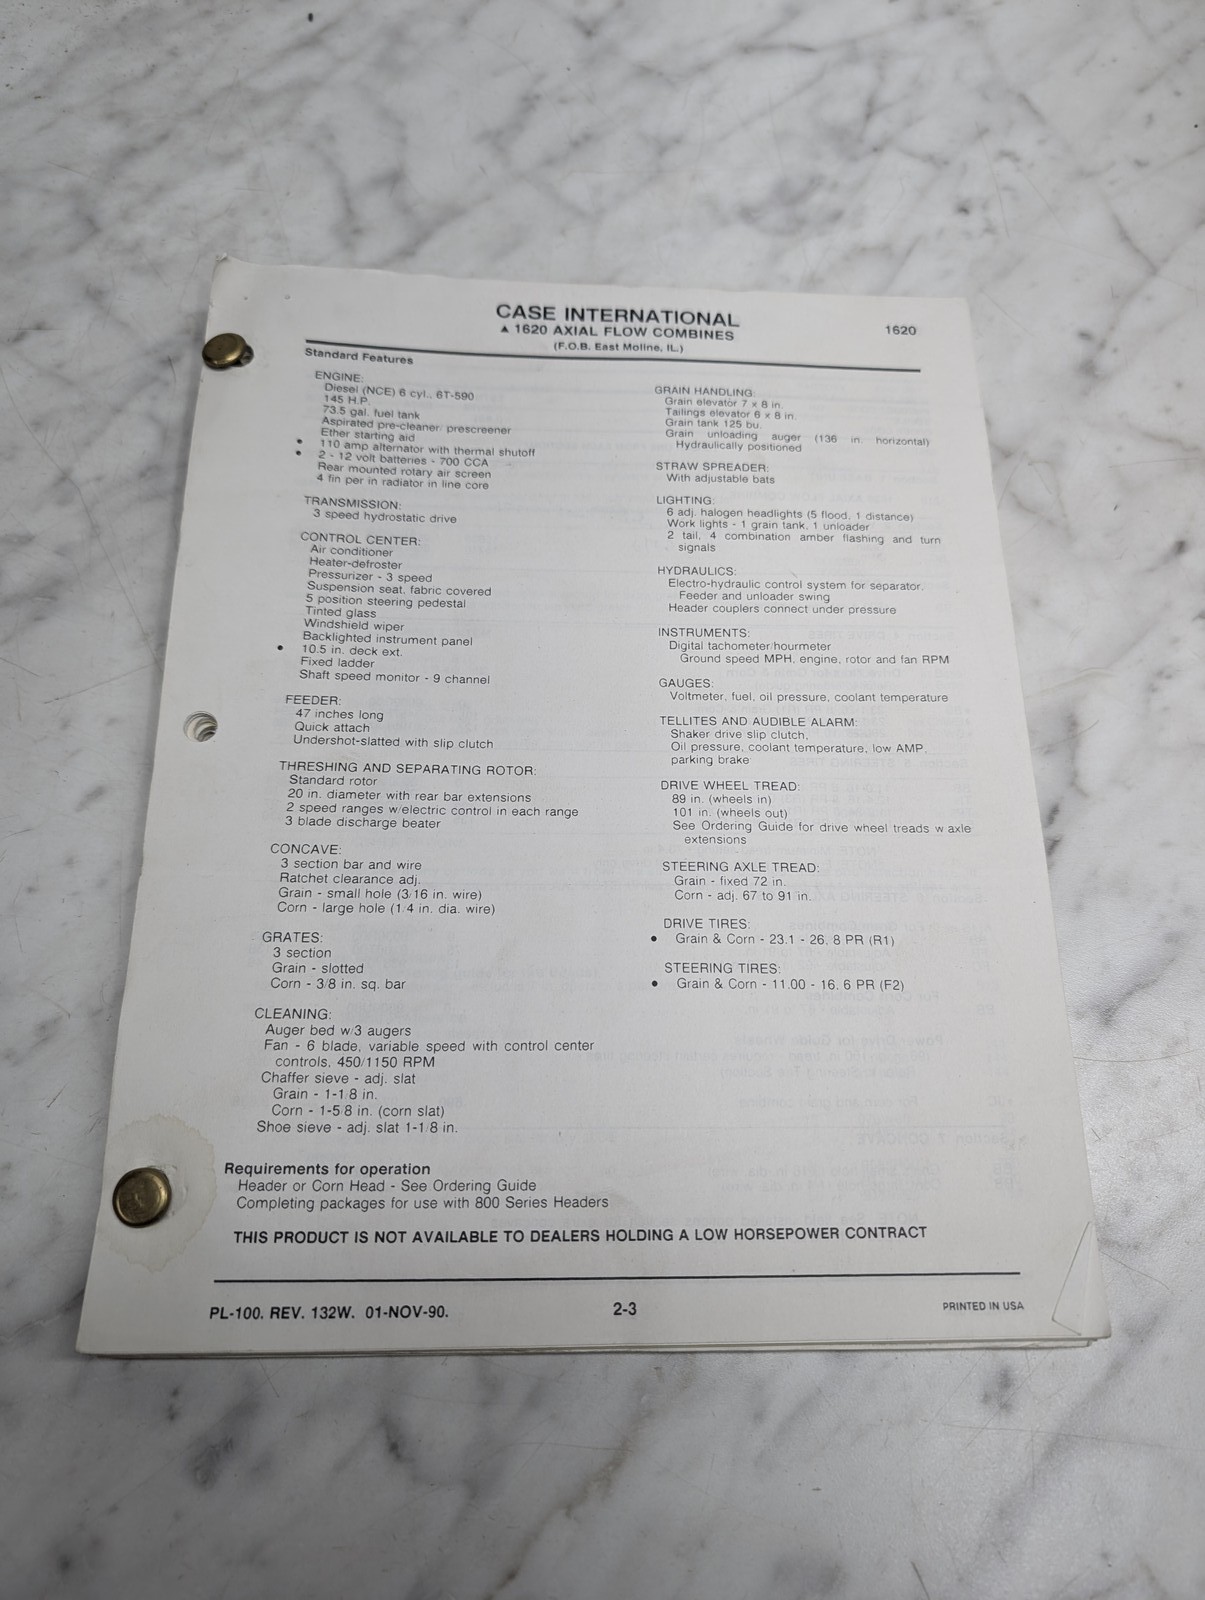 CASE INTERNATIONAL
▲ 1620 AXIAL FLOW COMBINES
1620
(F.O.B. East Moline, IL.)
Standard Features
ENGINE:
Diesel (NCE) 6 cyl., 6T-590
145 H.P.
73.5 gal. fuel tank
Aspirated pre-cleaner/prescreener
Ether starting aid
• 110 amp alternator with thermal shutoff
• 2 - 12 volt batteries - 700 CCA
Rear mounted rotary air screen
4 fin per in radiator in line core
TRANSMISSION:
3 speed hydrostatic drive
CONTROL CENTER:
Air conditioner
Heater-defroster
Pressurizer - 3 speed
Suspension seat, fabric covered
5 position steering pedestal
Tinted glass
Windshield wiper
Backlighted instrument panel
• 10.5 in. deck ext.
Fixed ladder
Shaft speed monitor - 9 channel
FEEDER:
47 inches long
Quick attach
Undershot-slatted with slip clutch
THRESHING AND SEPARATING ROTOR:
Standard rotor
20 in. diameter with rear bar extensions
2 speed ranges w/electric control in each range
3 blade discharge beater
CONCAVE:
3 section bar and wire
Ratchet clearance adj.
Grain - small hole (3/16 in. wire)
Corn - large hole (1/4 in. dia. wire)
GRATES:
3 section
Grain - slotted
Corn - 3/8 in. sq. bar
CLEANING:
Auger bed w/3 augers
Fan - 6 blade, variable speed with control center
controls, 450/1150 RPM
Chaffer sieve - adj. slat
Grain - 1-1/8 in.
Corn - 1-5/8 in. (corn slat)
Shoe sieve - adj. slat 1-1/8 in.
GRAIN HANDLING:
Grain elevator 7 x 8 in.
Tailings elevator 6 x 8 in.
Grain tank 125 bu.
Grain unloading auger (136 in. horizontal)
Hydraulically positioned
STRAW SPREADER:
With adjustable bats
LIGHTING:
6 adj. halogen headlights (5 flood, 1 distance)
Work lights - 1 grain tank, 1 unloader
2 tail, 4 combination amber flashing and turn
signals
HYDRAULICS:
Electro-hydraulic control system for separator,
Feeder and unloader swing
Header couplers connect under pressure
INSTRUMENTS:
Digital tachometer/hourmeter
Ground speed MPH, engine, rotor and fan RPM
GAUGES:
Voltmeter, fuel, oil pressure, coolant temperature
TELLITES AND AUDIBLE ALARM:
Shaker drive slip clutch,
Oil pressure, coolant temperature, low AMP,
parking brake
DRIVE WHEEL TREAD:
89 in. (wheels in)
101 in. (wheels out)
See Ordering Guide for drive wheel treads w/axle
extensions
STEERING AXLE TREAD:
Grain - fixed 72 in.
Corn - adj. 67 to 91 in.
DRIVE TIRES:
• Grain & Corn - 23.1 - 26, 8 PR (R1)
STEERING TIRES:
• Grain & Corn - 11.00 - 16, 6 PR (F2)
Requirements for operation
Header or Corn Head - See Ordering Guide
Completing packages for use with 800 Series Headers
THIS PRODUCT IS NOT AVAILABLE TO DEALERS HOLDING A LOW HORSEPOWER CONTRACT
PL-100. REV. 132W. 01-NOV-90.
2-3
PRINTED IN USA